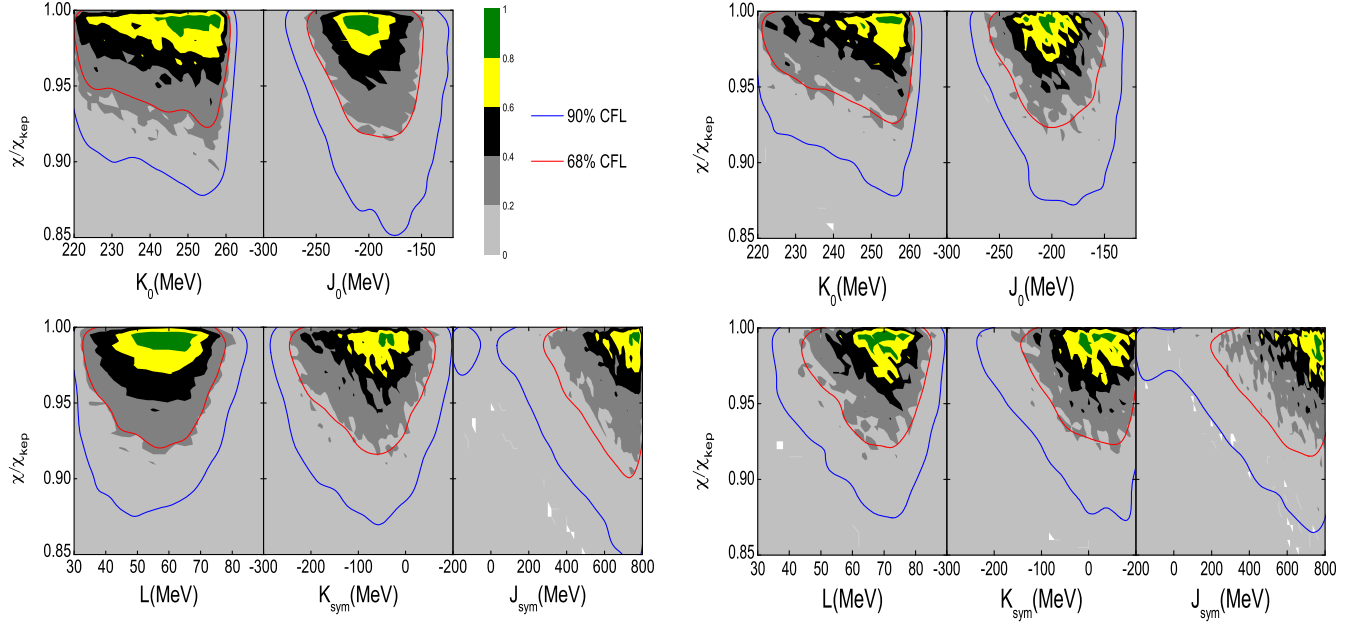 1.00
0.95
0.90
0.85
χ/χkep
220 230 240 250 260 -300 -250 -200 -150
K0(MeV) J0(MeV)
1
0.8
0.6
0.4
0.2
0
90% CFL
68% CFL
1.00
0.95
0.90
0.85
χ/χkep
220 230 240 250 260 -300 -250 -200 -150
K0(MeV) J0(MeV)
1.00
0.95
0.90
0.85
χ/χkep
30 40 50 60 70 80 -300 -200 -100 0 -200 0 200 400 600 800
L(MeV) Ksym(MeV) Jsym(MeV)
1.00
0.95
0.90
0.85
χ/χkep
30 40 50 60 70 80 -300 -200 -100 0 -200 0 200 400 600 800
L(MeV) Ksym(MeV) Jsym(MeV)